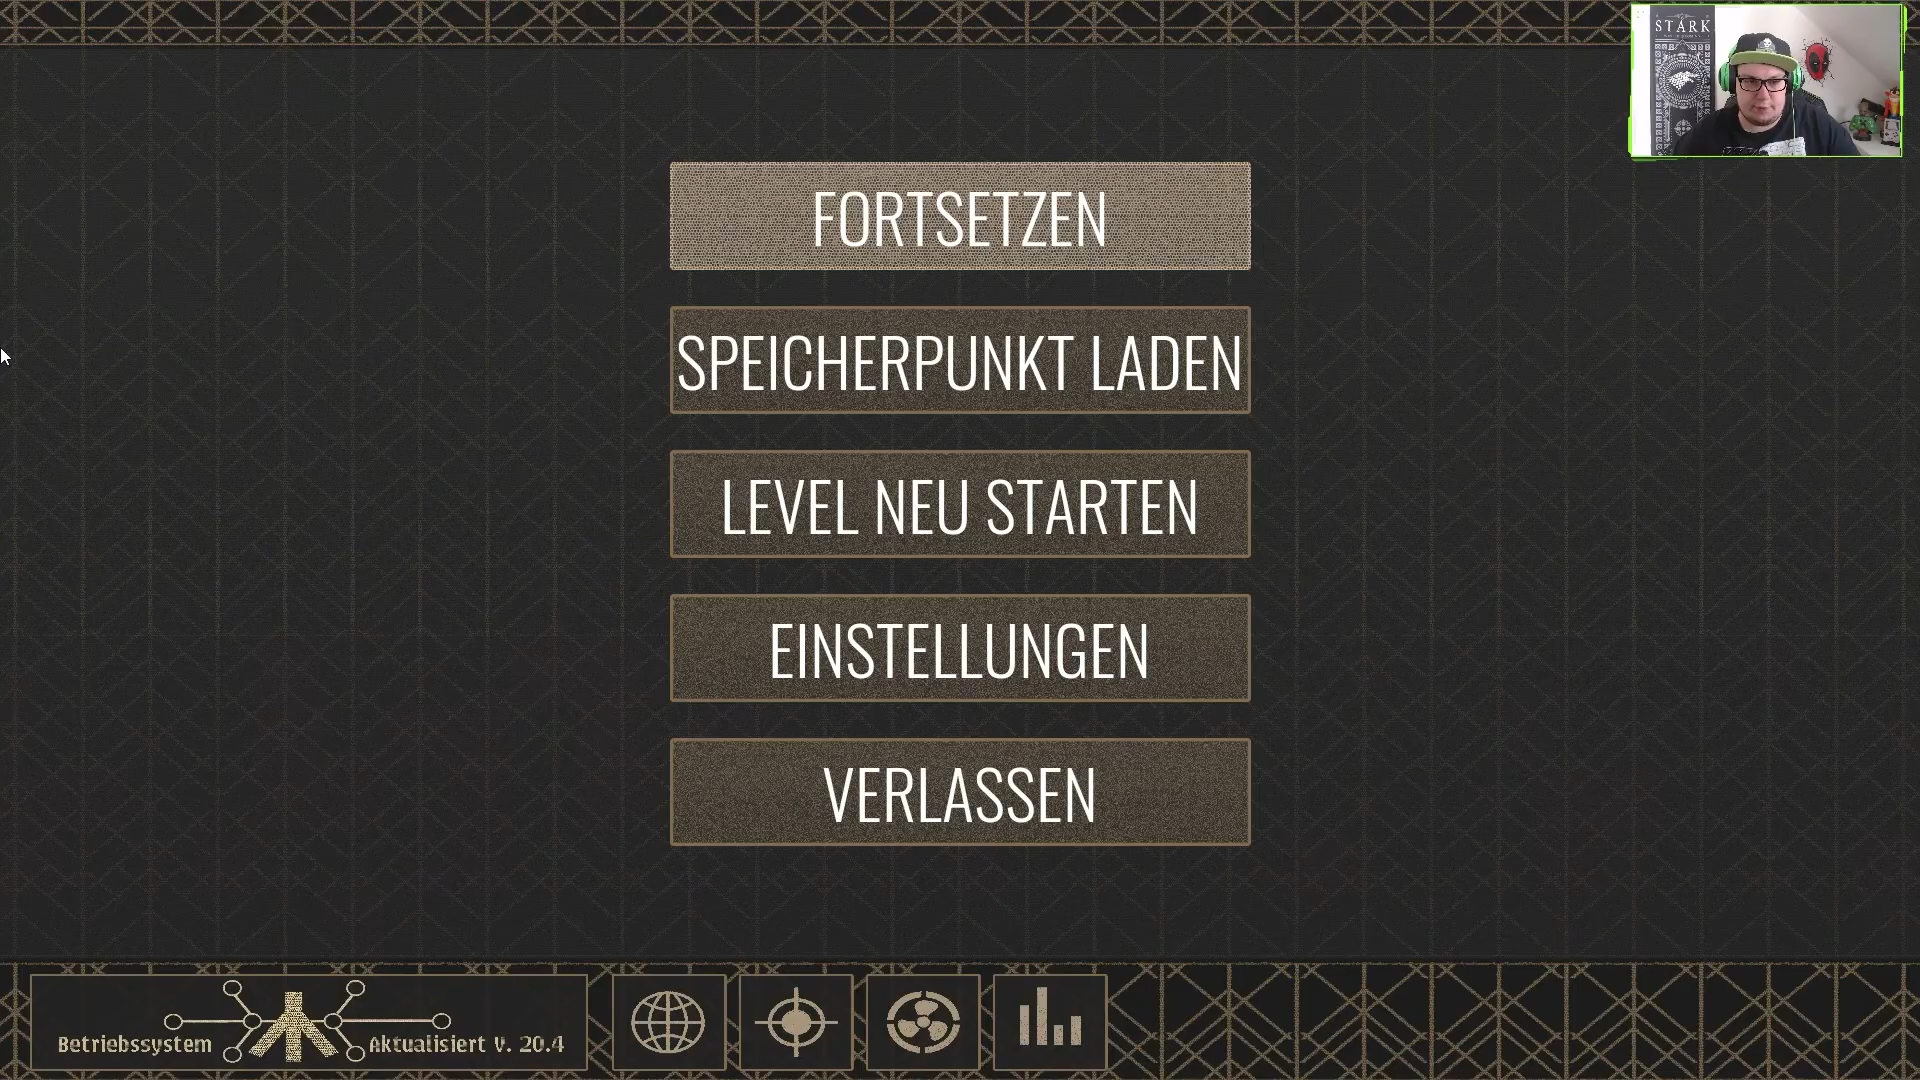 STARK
FORTSETZEN
SPEICHERPUNKT LADEN
LEVEL NEU STARTEN
EINSTELLUNGEN
VERLASSEN
Betriebssystem
Aktualisiert V. 20.4